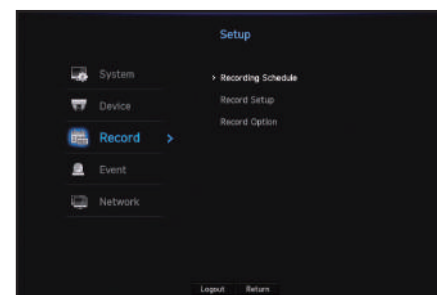 Setup
System
Device
Record >
Event
Network
> Recording Schedule
Record Setup
Record Option
Logout Return